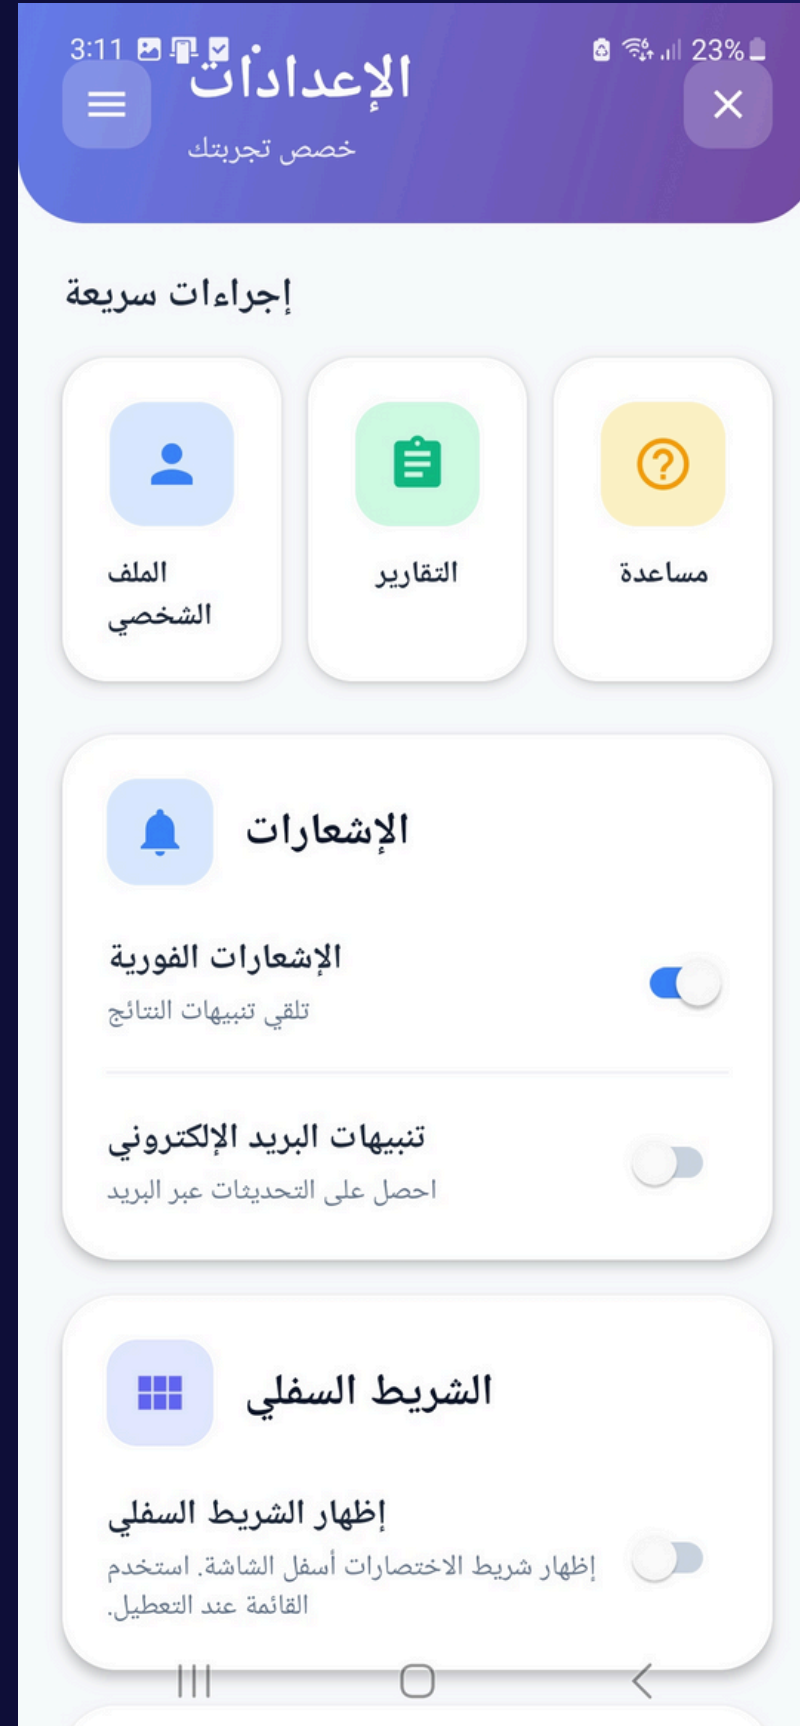 3:11
23%
الإعدادات
خصص تجربتك
إجراءات سريعة
الملف
الشخصي
التقارير
مساعدة
الإشعارات
الإشعارات الفورية
تلقي تنبيهات النتائج
تنبيهات البريد الإلكتروني
احصل على التحديثات عبر البريد
الشريط السفلي
إظهار الشريط السفلي
إظهار شريط الاختصارات أسفل الشاشة. استخدم
القائمة عند التعطيل.